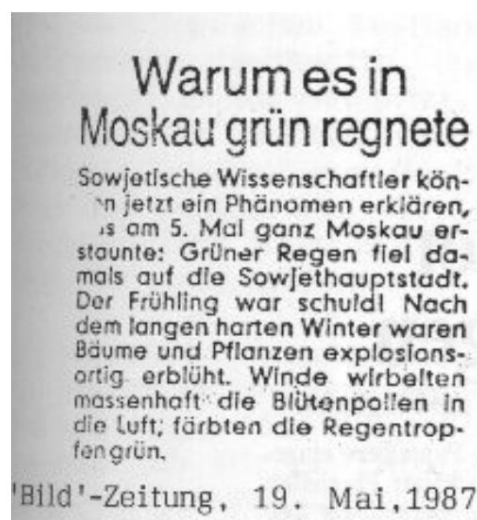 Warum es in
Moskau grün regnete
Sowjetische Wissenschaftler kön-
n jetzt ein Phänomen erklären,
s am 5. Mai ganz Moskau er-
staunte: Grüner Regen fiel da-
mals auf die Sowjethauptstadt.
Der Frühling war schuld! Nach
dem langen harten Winter waren
Bäume und Pflanzen explosions-
artig erblüht. Winde wirbelten
massenhaft die Blütenpollen in
die Luft, färbten die Regentrop-
fen grün.
'Bild'-Zeitung, 19. Mai,1987